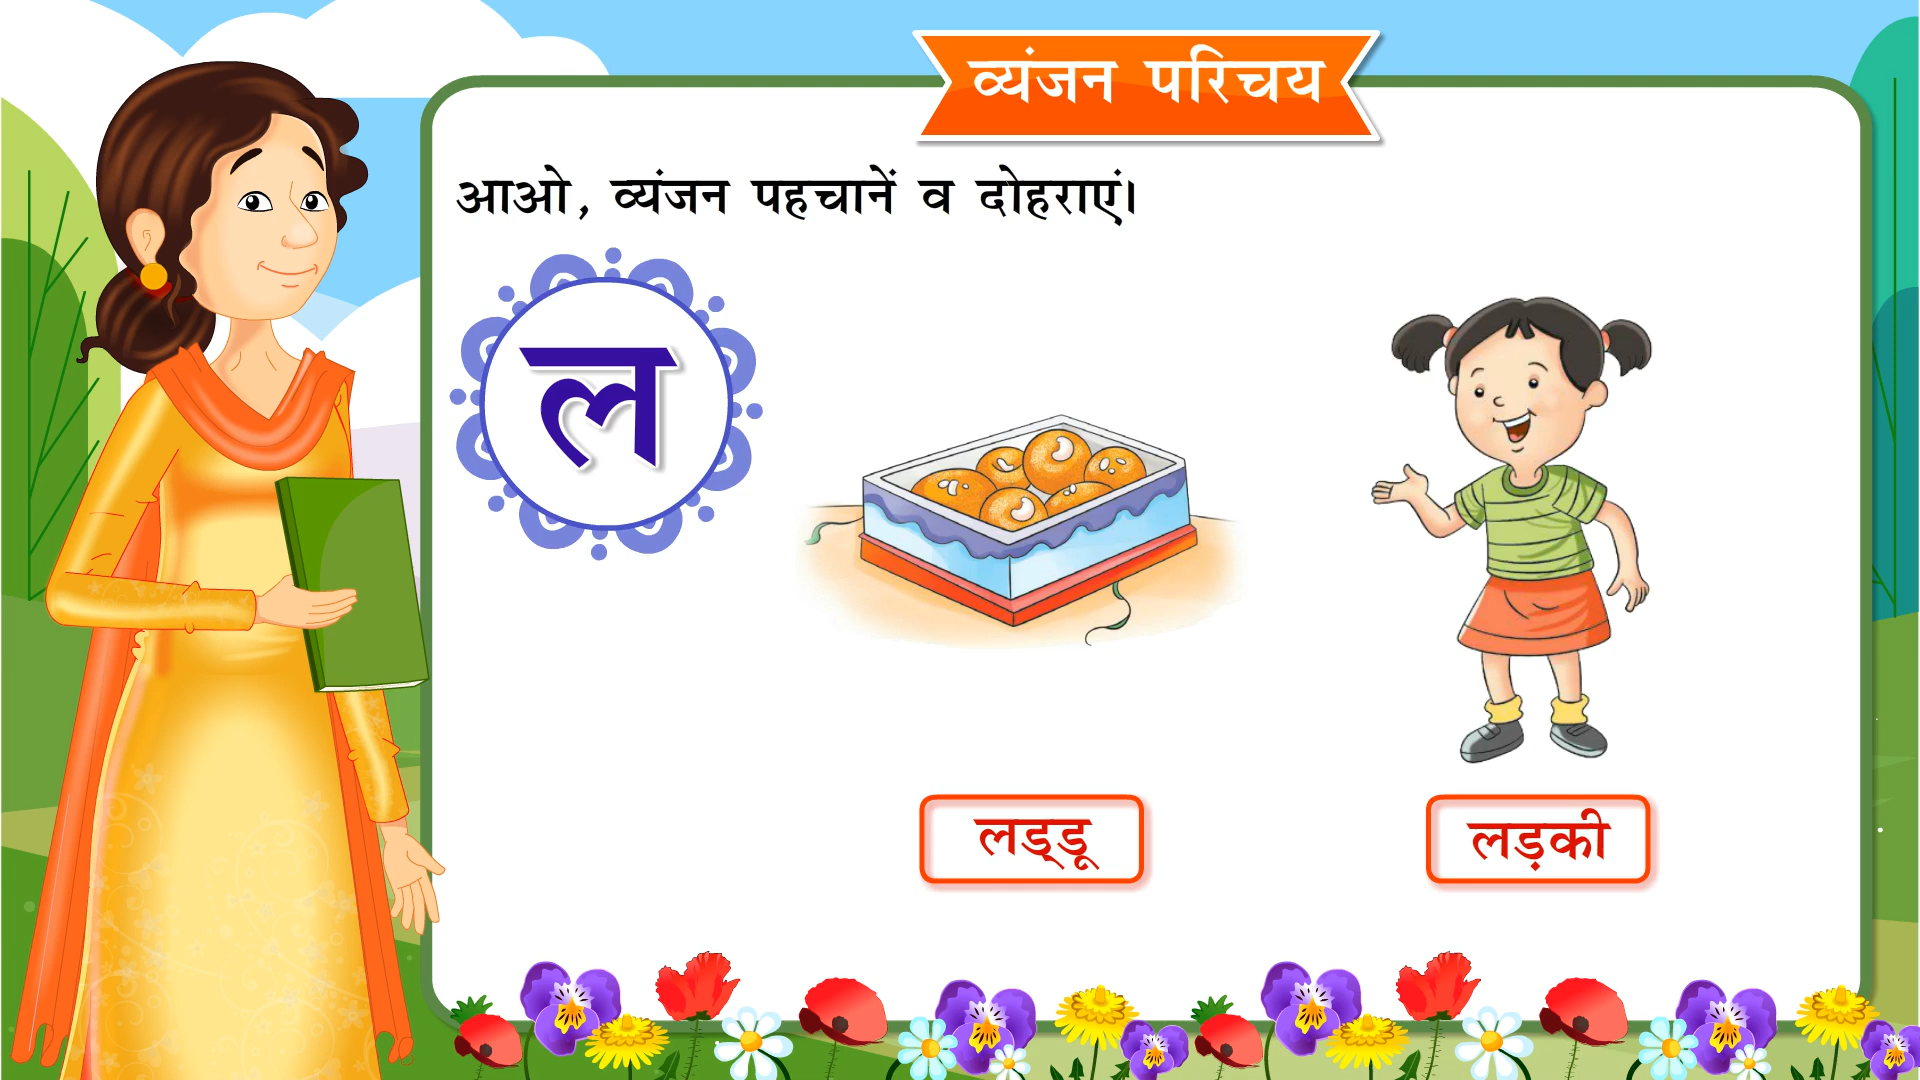 व्यंजन परिचय
आओ, व्यंजन पहचानें व दोहराएं।
ल
लड्डू
लड़की